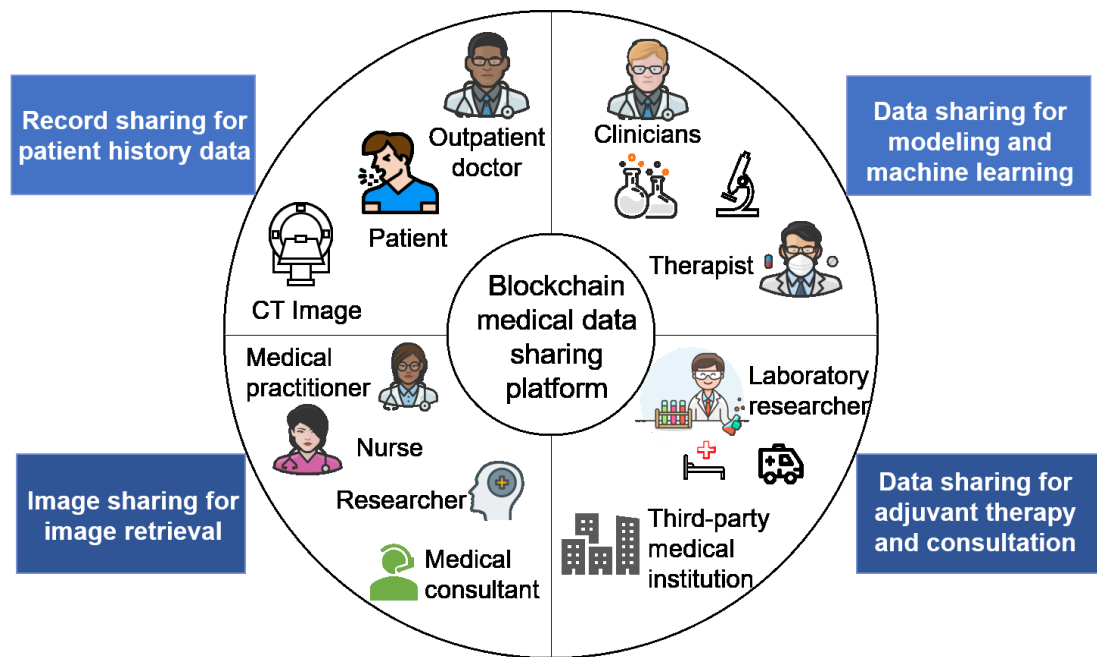 Record sharing for
patient history data
Outpatient
doctor
Patient
CT Image
Clinicians
Therapist
Data sharing for
modeling and
machine learning
Blockchain
medical data
sharing
platform
Medical
practitioner
Nurse
Researcher
Medical
consultant
Image sharing for
image retrieval
Laboratory
researcher
Third-party
medical
institution
Data sharing for
adjuvant therapy
and consultation